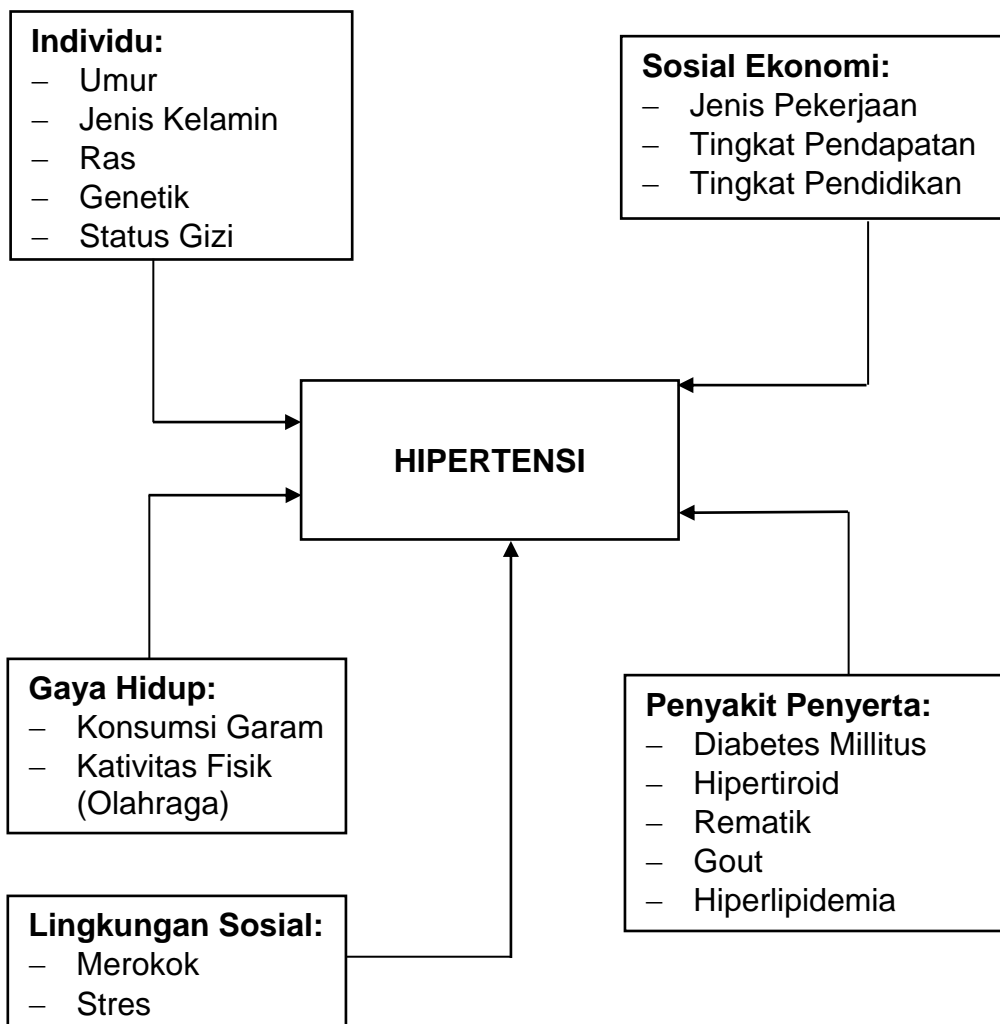 Individu:
– Umur
– Jenis Kelamin
– Ras
– Genetik
– Status Gizi
Sosial Ekonomi:
– Jenis Pekerjaan
– Tingkat Pendapatan
– Tingkat Pendidikan
HIPERTENSI
Gaya Hidup:
– Konsumsi Garam
– Kativitas Fisik
(Olahraga)
Penyakit Penyerta:
– Diabetes Millitus
– Hipertiroid
– Rematik
– Gout
– Hiperlipidemia
Lingkungan Sosial:
– Merokok
– Stres